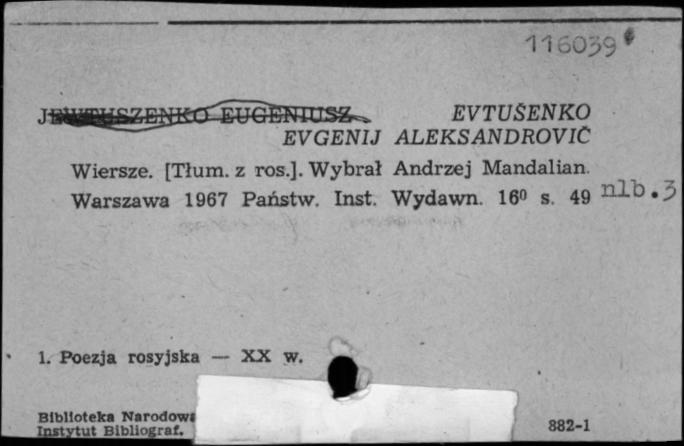 116039
JEWTUSZENKO EUGENIUSZ EVTUŠENKO
EVGENIJ ALEKSANDROVIČ
Wiersze. [Tłum. z ros.]. Wybrał Andrzej Mandalian.
Warszawa 1967 Państw. Inst. Wydawn. 16⁰ s. 49 nlb. 3
1. Poezja rosyjska — XX w.
Biblioteka Narodowa
Instytut Bibliograf. 882-1